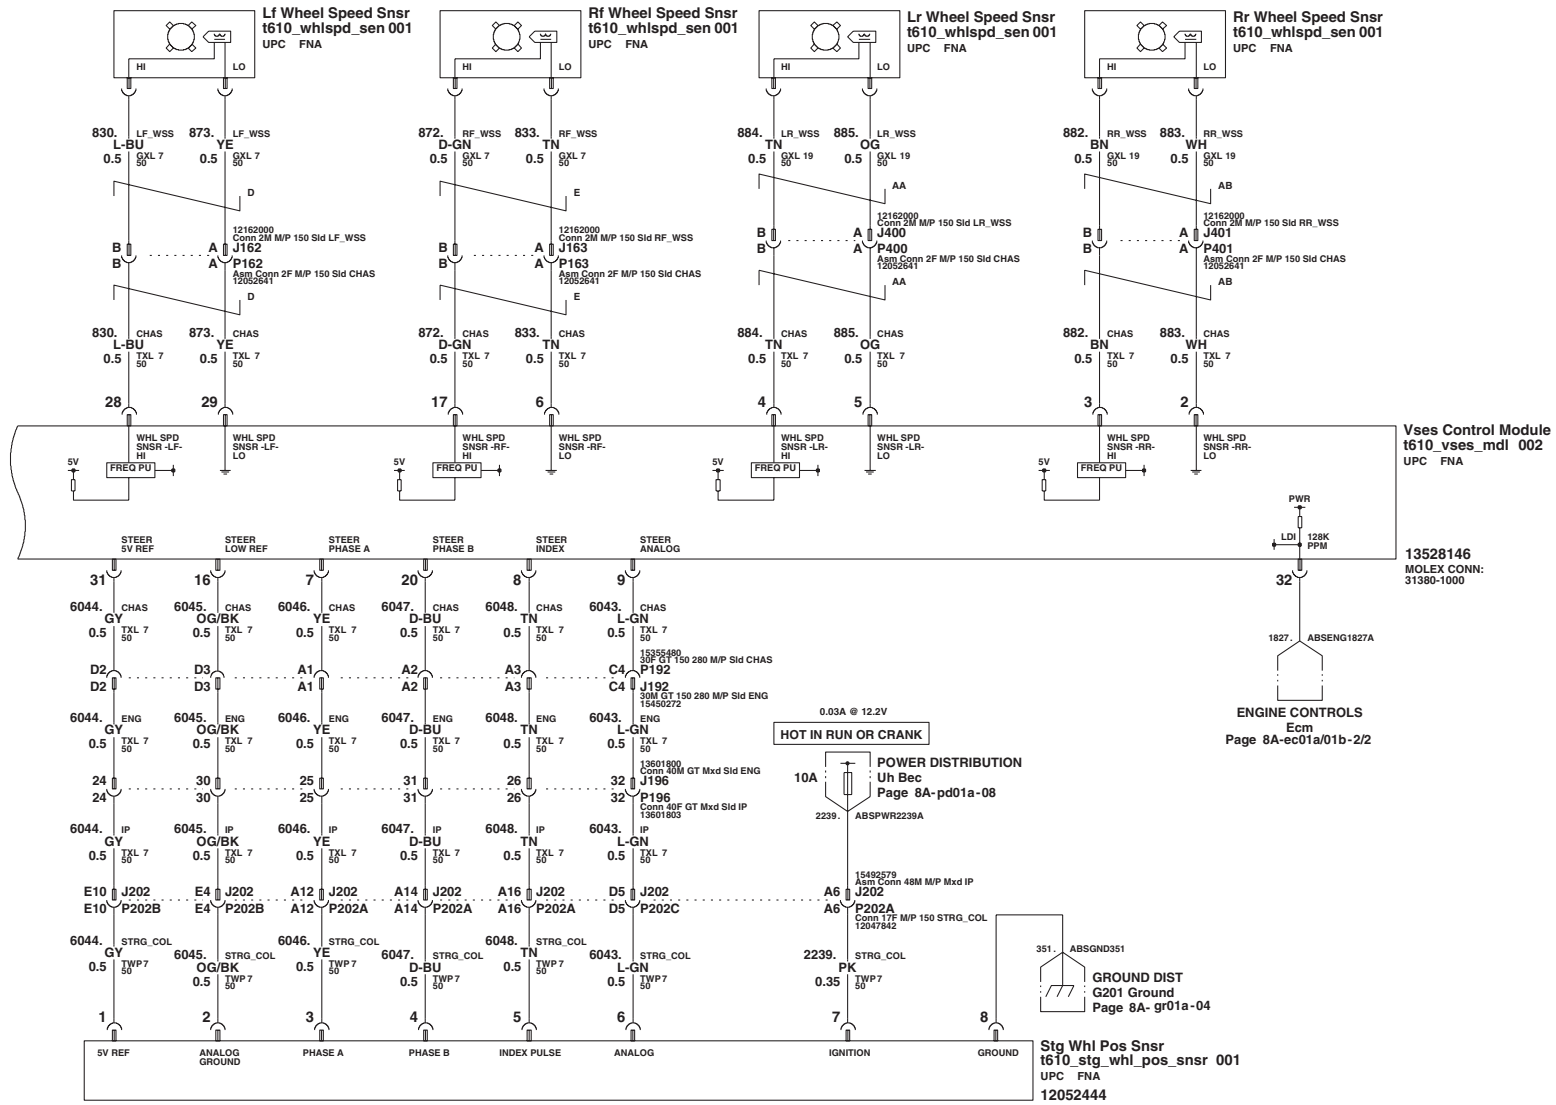 Lf Wheel Speed Snsr
t610_whlspd_sen 001
UPC FNA
HI
LO
Rf Wheel Speed Snsr
t610_whlspd_sen 001
UPC FNA
HI
LO
Lr Wheel Speed Snsr
t610_whlspd_sen 001
UPC FNA
HI
LO
Rr Wheel Speed Snsr
t610_whlspd_sen 001
UPC FNA
HI
LO
830. LF_WSS
L-BU
0.5 GXL 7
50
873. LF_WSS
YE
0.5 GXL 7
50
872. RF_WSS
D-GN
0.5 GXL 7
50
833. RF_WSS
TN
0.5 GXL 7
50
884. LR_WSS
TN
0.5 GXL 19
50
885. LR_WSS
OG
0.5 GXL 19
50
882. RR_WSS
BN
0.5 GXL 19
50
883. RR_WSS
WH
0.5 GXL 19
50
D
E
AA
AB
12162000
Conn 2M M/P 150 Sld LF_WSS
B A J162
B A P162
Asm Conn 2F M/P 150 Sld CHAS
12052641
12162000
Conn 2M M/P 150 Sld RF_WSS
B A J163
B A P163
Asm Conn 2F M/P 150 Sld CHAS
12052641
12162000
Conn 2M M/P 150 Sld LR_WSS
B A J400
B A P400
Asm Conn 2F M/P 150 Sld CHAS
12052641
12162000
Conn 2M M/P 150 Sld RR_WSS
B A J401
B A P401
Asm Conn 2F M/P 150 Sld CHAS
12052641
D
E
AA
AB
830. CHAS
L-BU
0.5 TXL 7
50
873. CHAS
YE
0.5 TXL 7
50
872. CHAS
D-GN
0.5 TXL 7
50
833. CHAS
TN
0.5 TXL 7
50
884. CHAS
TN
0.5 TXL 7
50
885. CHAS
OG
0.5 TXL 7
50
882. CHAS
BN
0.5 TXL 7
50
883. CHAS
WH
0.5 TXL 7
50
28 29 17 6 4 5 3 2
WHL SPD
SNSR -LF-
HI
5V
FREQ PU
WHL SPD
SNSR -LF-
LO
WHL SPD
SNSR -RF-
HI
5V
FREQ PU
WHL SPD
SNSR -RF-
LO
WHL SPD
SNSR -LR-
HI
5V
FREQ PU
WHL SPD
SNSR -LR-
LO
WHL SPD
SNSR -RR-
HI
5V
FREQ PU
WHL SPD
SNSR -RR-
LO
Vses Control Module
t610_vses_mdl 002
UPC FNA
PWR
LDI
128K
PPM
13528146
MOLEX CONN:
31380-1000
STEER
5V REF
STEER
LOW REF
STEER
PHASE A
STEER
PHASE B
STEER
INDEX
STEER
ANALOG
31 16 7 20 8 9 32
6044. CHAS
GY
0.5 TXL 7
50
6045. CHAS
OG/BK
0.5 TXL 7
50
6046. CHAS
YE
0.5 TXL 7
50
6047. CHAS
D-BU
0.5 TXL 7
50
6048. CHAS
TN
0.5 TXL 7
50
6043. CHAS
L-GN
0.5 TXL 7
50
1827. ABSENG1827A
ENGINE CONTROLS
Ecm
Page 8A-ec01a/01b-2/2
15355480
30F GT 150 280 M/P Sld CHAS
D2 D3 A1 A2 A3 C4 P192
D2 D3 A1 A2 A3 C4 J192
30M GT 150 280 M/P Sld ENG
15450272
6044. ENG
GY
0.5 TXL 7
50
6045. ENG
OG/BK
0.5 TXL 7
50
6046. ENG
YE
0.5 TXL 7
50
6047. ENG
D-BU
0.5 TXL 7
50
6048. ENG
TN
0.5 TXL 7
50
6043. ENG
L-GN
0.5 TXL 7
50
0.03A @ 12.2V
HOT IN RUN OR CRANK
10A
POWER DISTRIBUTION
Uh Bec
Page 8A-pd01a-08
2239. ABSPWR2239A
13601800
Conn 40M GT Mxd Sld ENG
24 30 25 31 26 32 J196
24 30 25 31 26 32 P196
Conn 40F GT Mxd Sld IP
13601803
6044. IP
GY
0.5 TXL 7
50
6045. IP
OG/BK
0.5 TXL 7
50
6046. IP
YE
0.5 TXL 7
50
6047. IP
D-BU
0.5 TXL 7
50
6048. IP
TN
0.5 TXL 7
50
6043. IP
L-GN
0.5 TXL 7
50
15492579
Asm Conn 48M M/P Mxd IP
E10 J202 E4 J202 A12 J202 A14 J202 A16 J202 D5 J202 A6 J202
E10 P202B E4 P202B A12 P202A A14 P202A A16 P202A D5 P202C A6 P202A
Conn 17F M/P 150 STRG_COL
12047842
6044. STRG_COL
GY
0.5 TWP7
50
6045. STRG_COL
OG/BK
0.5 TWP7
50
6046. STRG_COL
YE
0.5 TWP7
50
6047. STRG_COL
D-BU
0.5 TWP7
50
6048. STRG_COL
TN
0.5 TWP7
50
6043. STRG_COL
L-GN
0.5 TWP7
50
2239. STRG_COL
PK
0.35 TWP7
50
351. ABSGND351
GROUND DIST
G201 Ground
Page 8A- gr01a-04
1 2 3 4 5 6 7 8
5V REF
ANALOG
GROUND
PHASE A
PHASE B
INDEX PULSE
ANALOG
IGNITION
GROUND
Stg Whl Pos Snsr
t610_stg_whl_pos_snsr 001
UPC FNA
12052444